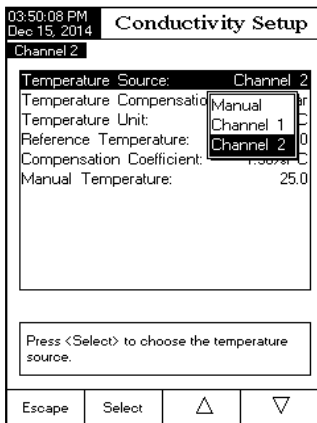 03:50:08 PM
Dec 15, 2014
Conductivity Setup
Channel 2
Temperature Source: Channel 2
Temperature
Manual
Temperature Unit: C
Channel 1
Reference Temperature: 0
Channel 2
Compensation Coefficient:
Manual Temperature: 25.0
Press <Select> to choose the temperature
source.
Escape Select △ ▽